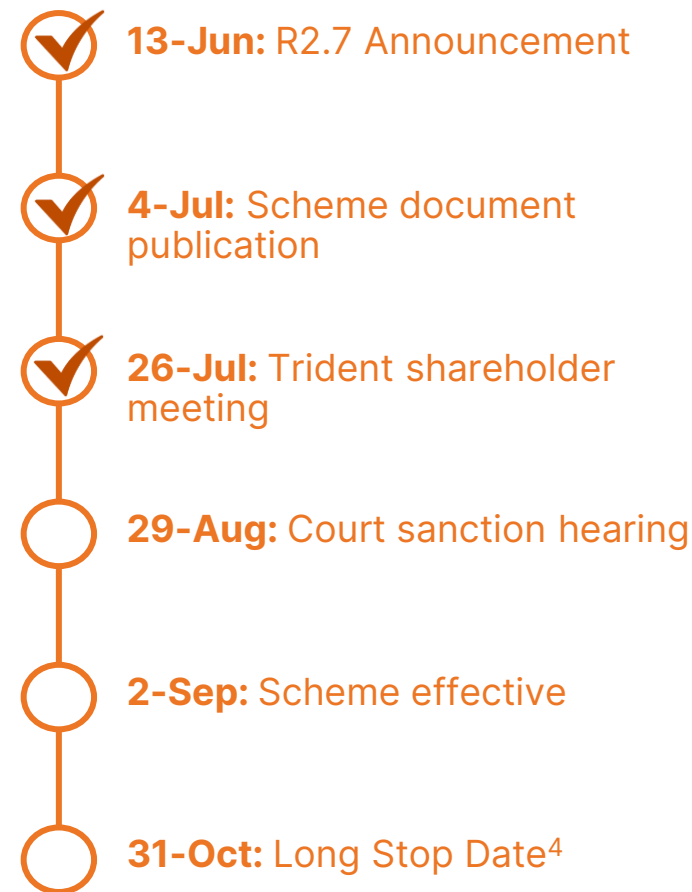 13-Jun: R2.7 Announcement
4-Jul: Scheme document
publication
26-Jul: Trident shareholder
meeting
29-Aug: Court sanction hearing
2-Sep: Scheme effective
31-Oct: Long Stop Date⁴